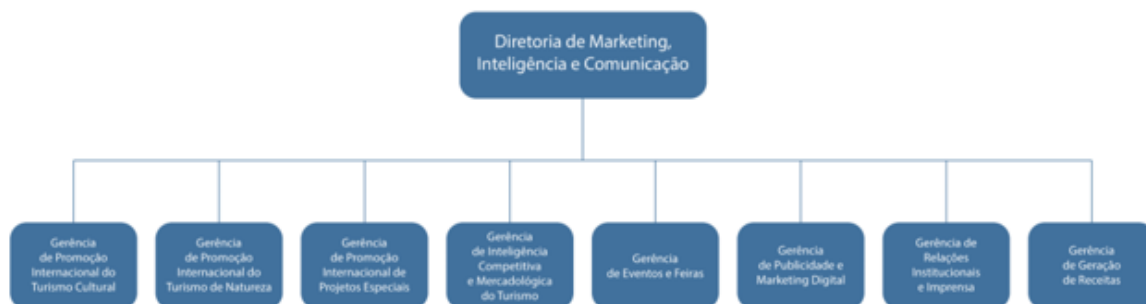 Diretoria de Marketing,
Inteligência e Comunicação
Gerência
de Promoção
Internacional do
Turismo Cultural
Gerência
de Promoção
Internacional do
Turismo de Natureza
Gerência
de Promoção
Internacional de
Projetos Especiais
Gerência
de Inteligência
Competitiva
e Mercadológica
do Turismo
Gerência
de Eventos e Feiras
Gerência
de Publicidade e
Marketing Digital
Gerência de
Relações
Institucionais
e Imprensa
Gerência
de Geração
de Receitas